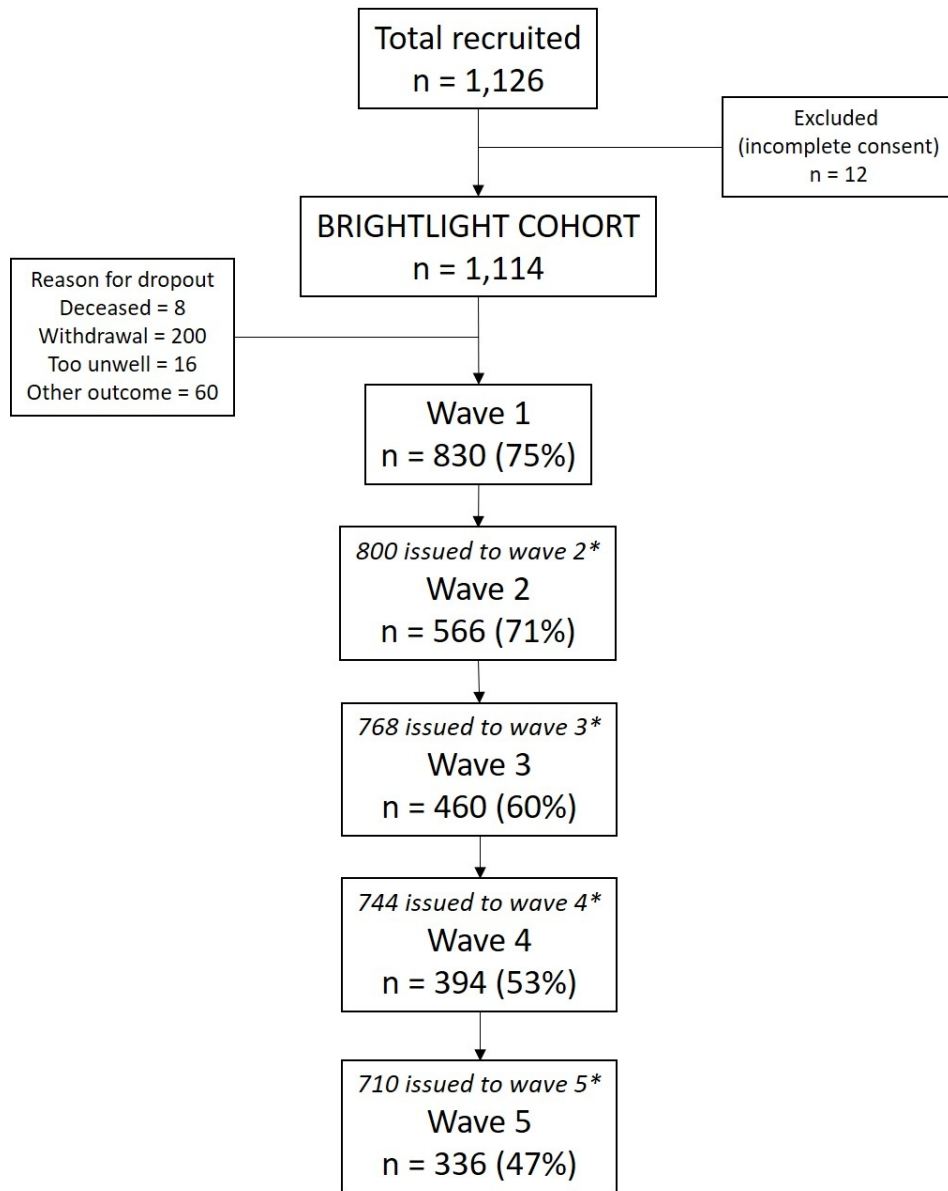 Total recruited
n = 1,126
Excluded
(incomplete consent)
n = 12
BRIGHTLIGHT COHORT
n = 1,114
Reason for dropout
Deceased = 8
Withdrawal = 200
Too unwell = 16
Other outcome = 60
Wave 1
n = 830 (75%)
800 issued to wave 2*
Wave 2
n = 566 (71%)
768 issued to wave 3*
Wave 3
n = 460 (60%)
744 issued to wave 4*
Wave 4
n = 394 (53%)
710 issued to wave 5*
Wave 5
n = 336 (47%)